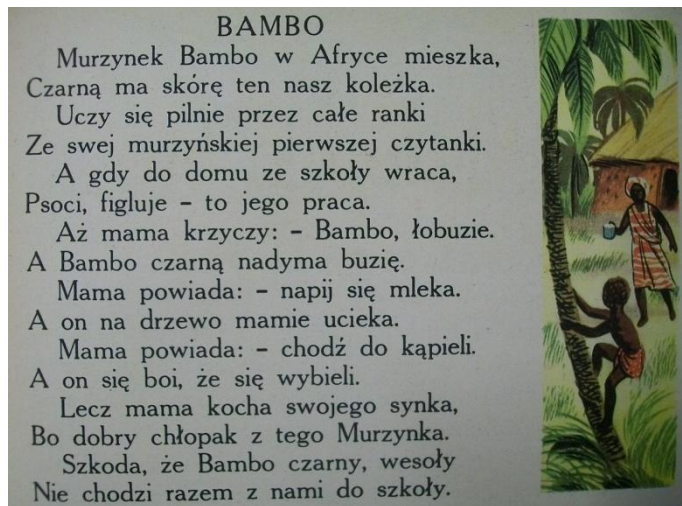 BAMBO
Murzynek Bambo w Afryce mieszka,
Czarną ma skórę ten nasz koleżka.
Uczy się pilnie przez całe ranki
Ze swej murzyńskiej pierwszej czytanki.
A gdy do domu ze szkoły wraca,
Psoci, figluje – to jego praca.
Aż mama krzyczy: – Bambo, łobuzie.
A Bambo czarną nadyma buzię.
Mama powiada: – napij się mleka.
A on na drzewo mamie ucieka.
Mama powiada: – chodź do kąpieli.
A on się boi, że się wybieli.
Lecz mama kocha swojego synka,
Bo dobry chłopak z tego Murzynka.
Szkoda, że Bambo czarny, wesoły
Nie chodzi razem z nami do szkoły.